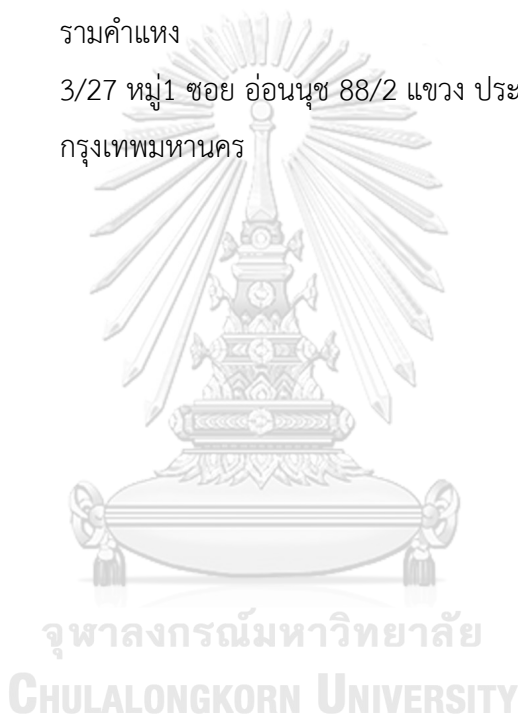 รามคำแหง
3/27 หมู่1 ซอย อ่อนนุช 88/2 แขวง ประ
กรุงเทพมหานคร
จุฬาลงกรณ์มหาวิทยาลัย
CHULALONGKORN UNIVERSITY